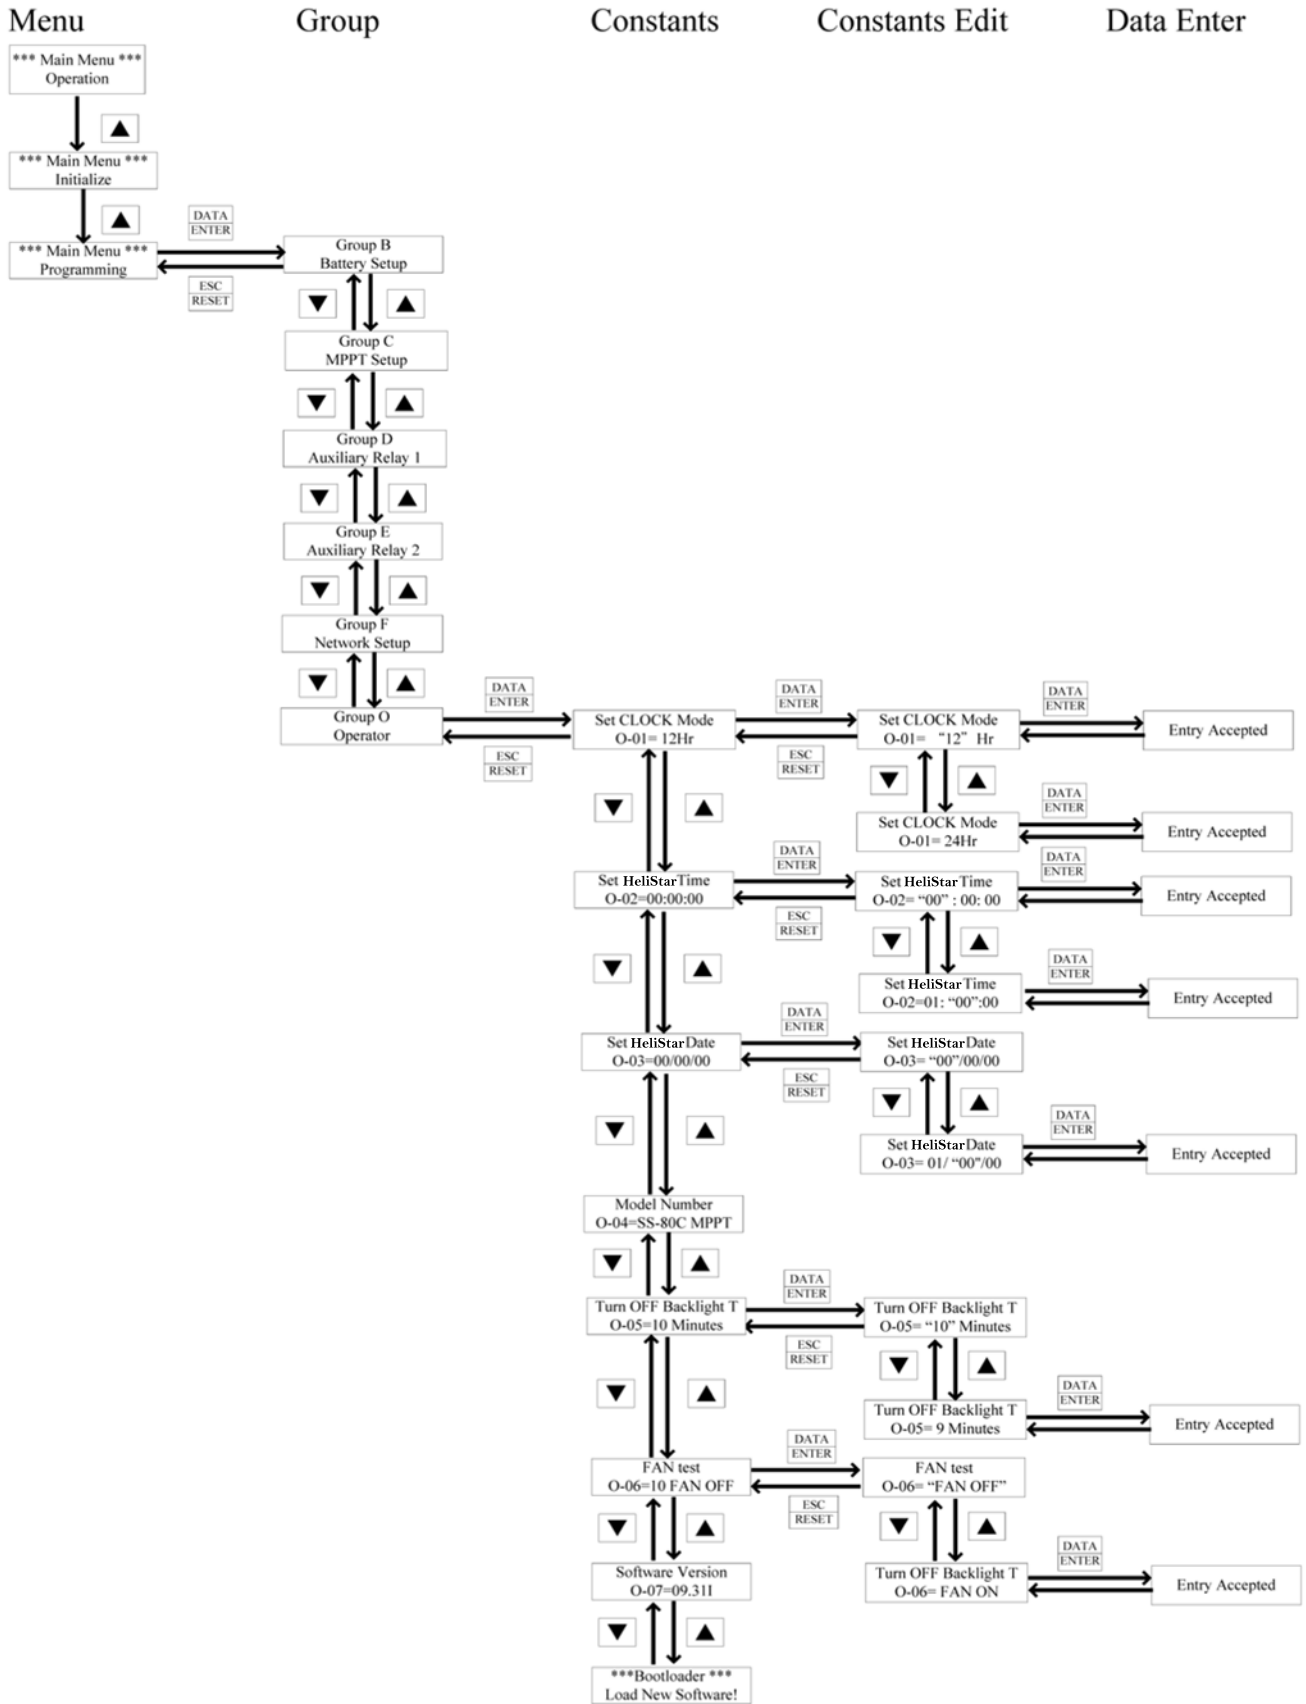 Menu
Group
Constants
Constants Edit
Data Enter
*** Main Menu ***
Operation
*** Main Menu ***
Initialize
*** Main Menu ***
Programming
DATA
ENTER
ESC
RESET
Group B
Battery Setup
Group C
MPPT Setup
Group D
Auxiliary Relay 1
Group E
Auxiliary Relay 2
Group F
Network Setup
Group O
Operator
DATA
ENTER
ESC
RESET
Set CLOCK Mode
O-01= 12Hr
DATA
ENTER
ESC
RESET
Set CLOCK Mode
O-01= “12” Hr
DATA
ENTER
Entry Accepted
Set CLOCK Mode
O-01= 24Hr
DATA
ENTER
Entry Accepted
Set HeliStar Time
O-02=00:00:00
DATA
ENTER
ESC
RESET
Set HeliStar Time
O-02= “00” : 00: 00
DATA
ENTER
Entry Accepted
Set HeliStar Time
O-02=01: “00”:00
DATA
ENTER
Entry Accepted
Set HeliStar Date
O-03=00/00/00
DATA
ENTER
ESC
RESET
Set HeliStar Date
O-03= “00”/00/00
Set HeliStar Date
O-03= 01/ “00”/00
DATA
ENTER
Entry Accepted
Model Number
O-04=SS-80C MPPT
Turn OFF Backlight T
O-05=10 Minutes
DATA
ENTER
ESC
RESET
Turn OFF Backlight T
O-05= “10” Minutes
Turn OFF Backlight T
O-05= 9 Minutes
DATA
ENTER
Entry Accepted
FAN test
O-06=10 FAN OFF
DATA
ENTER
ESC
RESET
FAN test
O-06= “FAN OFF”
Turn OFF Backlight T
O-06= FAN ON
DATA
ENTER
Entry Accepted
Software Version
O-07=09.31I
***Bootloader ***
Load New Software!